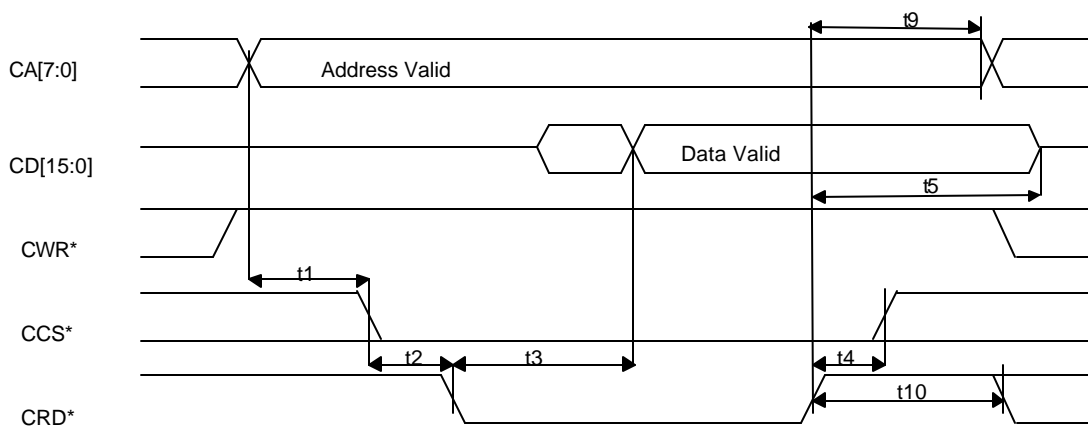 t9
CA[7:0]
Address Valid
CD[15:0]
Data Valid
t5
CWR*
t1
CCS*
t2
t3
t4
t10
CRD*